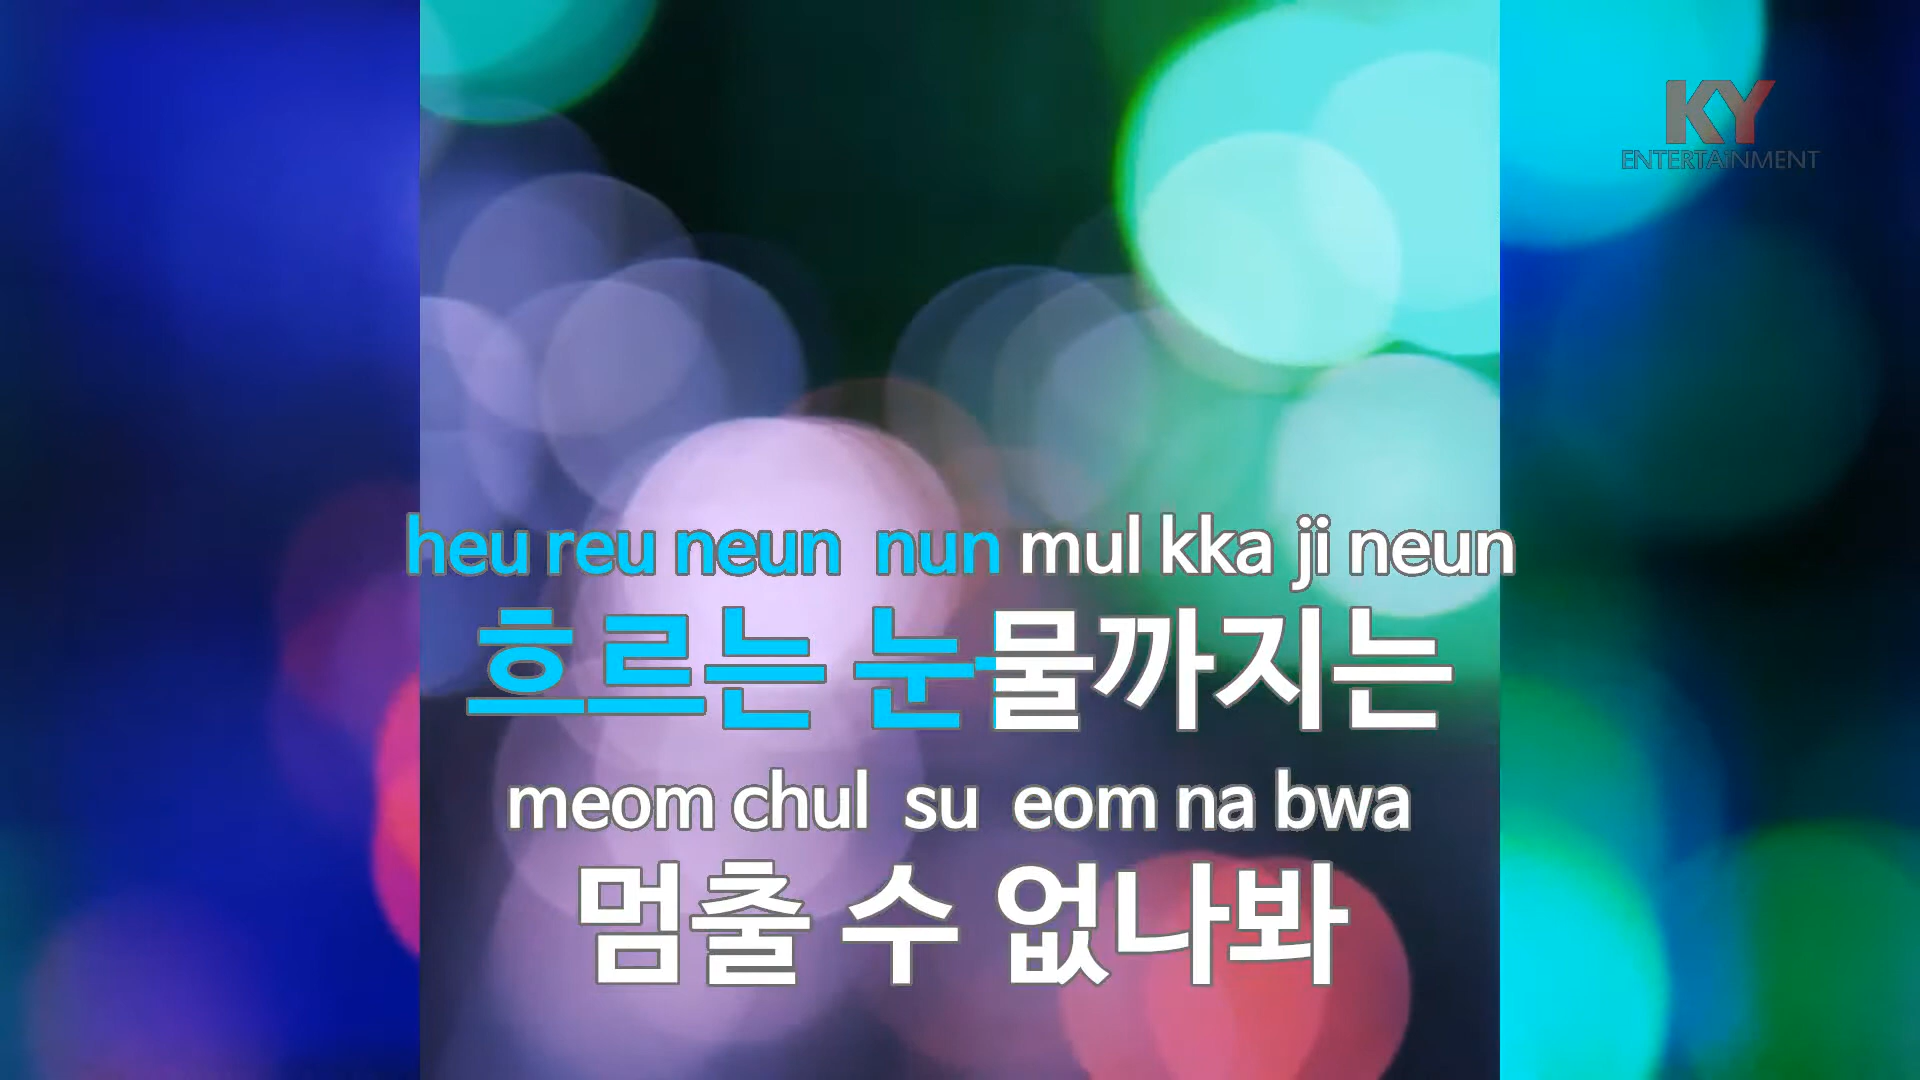 KY
ENTERTAINMENT
heu reu neun nun mul kka ji neun
흐르는 눈물까지는
meom chul su eom na bwa
멈출 수 없나봐